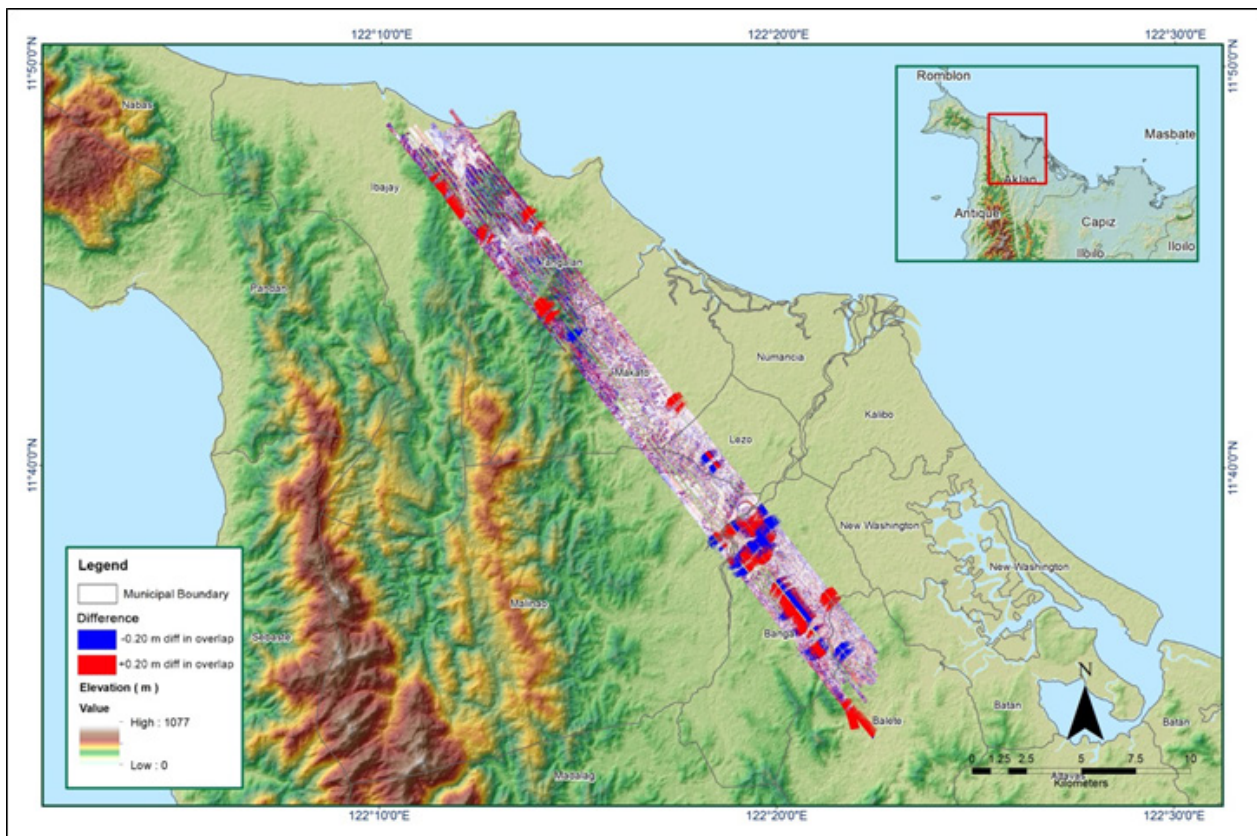 122°10'0"E
122°20'0"E
122°30'0"E
11°50'0"N
11°50'0"N
Romblon
Masbate
Aklan
Antique
Capiz
Iloilo
Iloilo
Nabas
Ibajay
Tangalan
Pandan
Numancia
Makato
Kalibo
Lezo
11°40'0"N
11°40'0"N
New Washington
New Washington
Malinao
Banga
Sebaste
Balete
Batan
Batan
Madalag
Altavas
Legend
Municipal Boundary
Difference
-0.20 m diff in overlap
+0.20 m diff in overlap
Elevation ( m )
Value
High : 1077
Low : 0
N
0 1.25 2.5 5 7.5 10
Kilometers
122°10'0"E
122°20'0"E
122°30'0"E